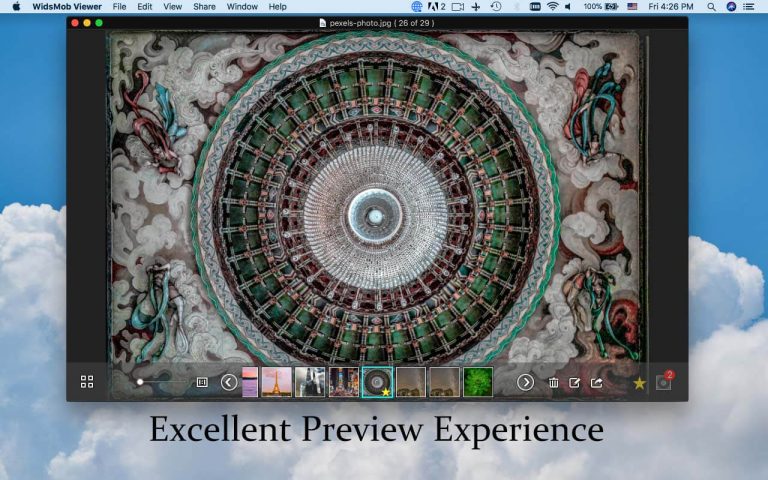 WidsMob Viewer File Edit View Share Window Help 2 100% Fri 4:26 PM
pexels-photo.jpg ( 26 of 29 )
2
Excellent Preview Experience